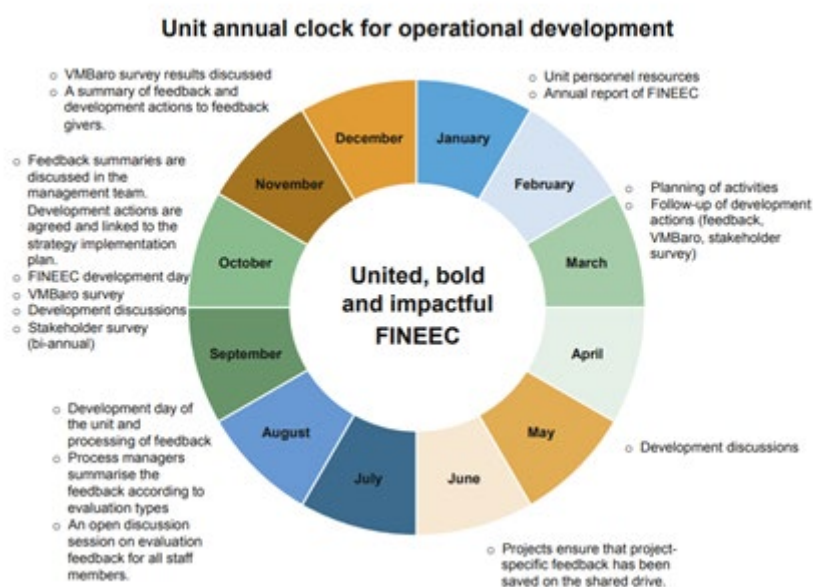 Unit annual clock for operational development
○ VMBaro survey results discussed
○ A summary of feedback and
development actions to feedback
givers.
○ Unit personnel resources
○ Annual report of FINEEC
December
January
November
February
○ Feedback summaries are
discussed in the
management team.
Development actions are
agreed and linked to the
strategy implementation
plan.
○ FINEEC development day
○ VMBaro survey
○ Development discussions
○ Stakeholder survey
(bi-annual)
○ Planning of activities
○ Follow-up of development
actions (feedback,
VMBaro, stakeholder
survey)
October
March
United, bold
and impactful
FINEEC
September
April
○ Development day of
the unit and
processing of feedback
○ Process managers
summarise the
feedback according to
evaluation types
○ An open discussion
session on evaluation
feedback for all staff
members.
August
May
○ Development discussions
July
June
○ Projects ensure that project-
specific feedback has been
saved on the shared drive.